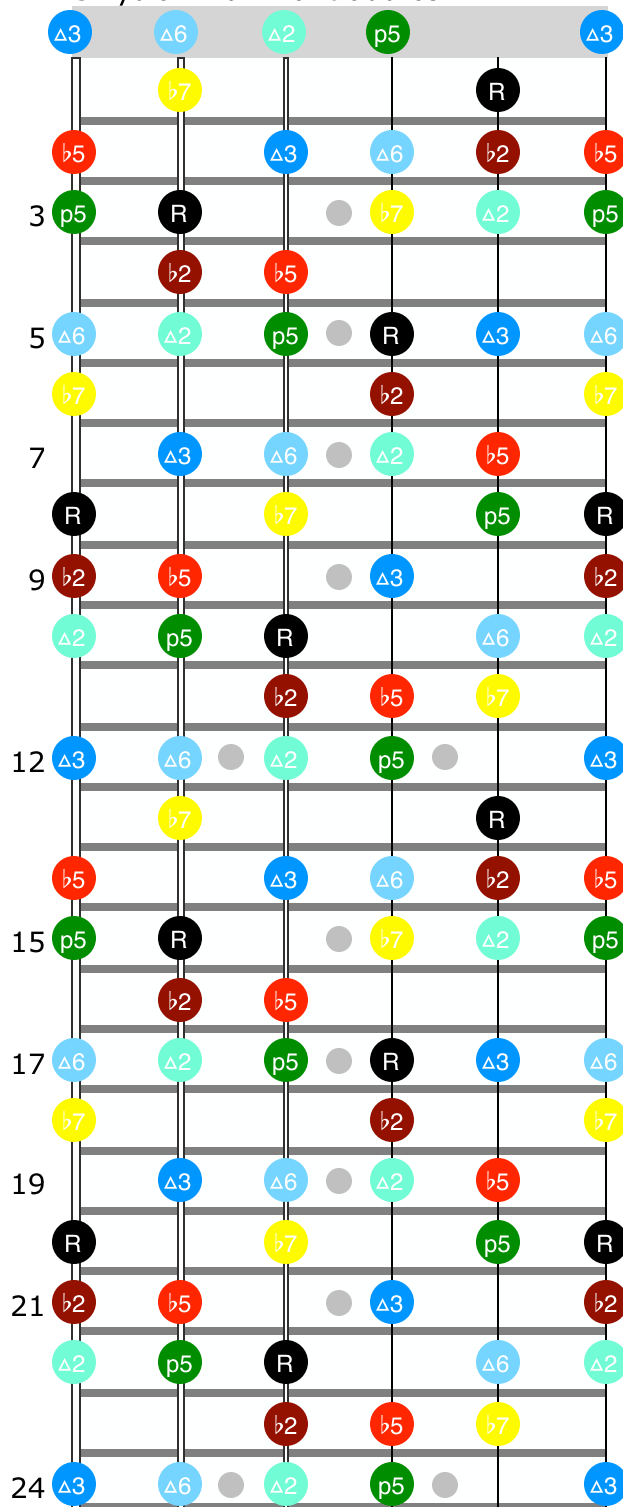 △3 △6 △2 p5 △3
♭7 R
♭5 △3 △6 ♭2 ♭5
3 p5 R ♭7 △2 p5
♭2 ♭5
5 △6 △2 p5 R △3 △6
♭7 ♭2 ♭7
7 △3 △6 △2 ♭5
R ♭7 p5 R
9 ♭2 ♭5 △3 ♭2
△2 p5 R △6 △2
♭2 ♭5 ♭7
12 △3 △6 △2 p5 △3
♭7 R
♭5 △3 △6 ♭2 ♭5
15 p5 R ♭7 △2 p5
♭2 ♭5
17 △6 △2 p5 R △3 △6
♭7 ♭2 ♭7
19 △3 △6 △2 ♭5
R ♭7 p5 R
21 ♭2 ♭5 △3 ♭2
△2 p5 R △6 △2
♭2 ♭5 ♭7
24 △3 △6 △2 p5 △3